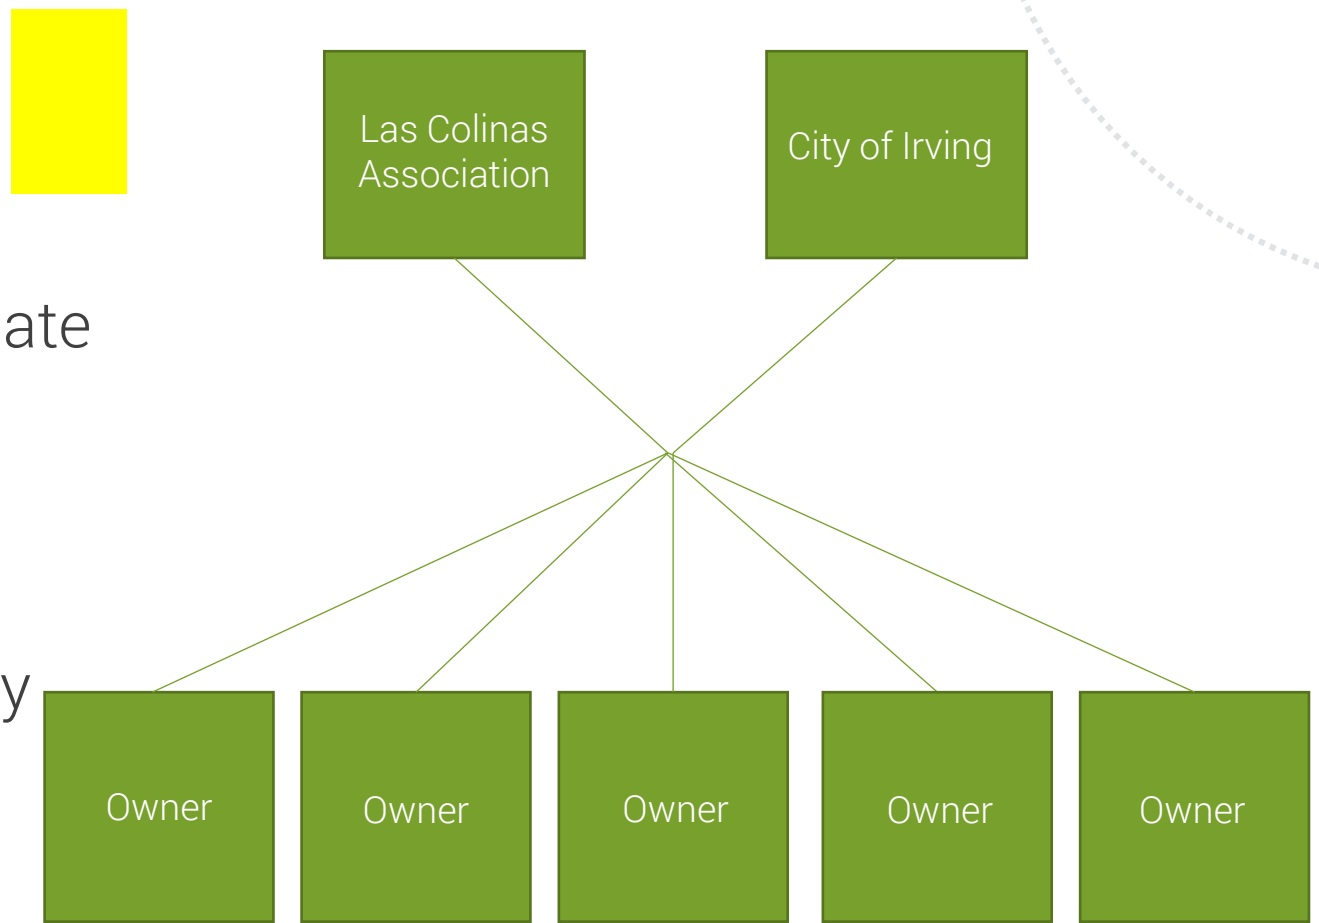 Las Colinas
Association
City of Irving
ate
y
Owner
Owner
Owner
Owner
Owner